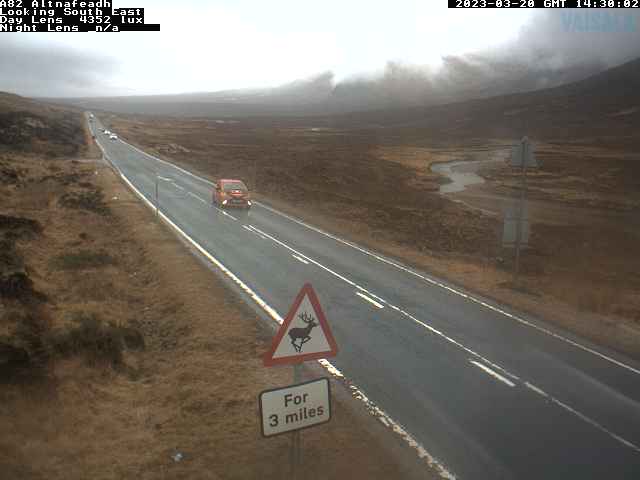 A82 Altnafeadh
Looking South East
Day Lens 4352 lux
Night Lens n/a
2023-03-20 GMT 14:30:02
VAISALA
For
3 miles